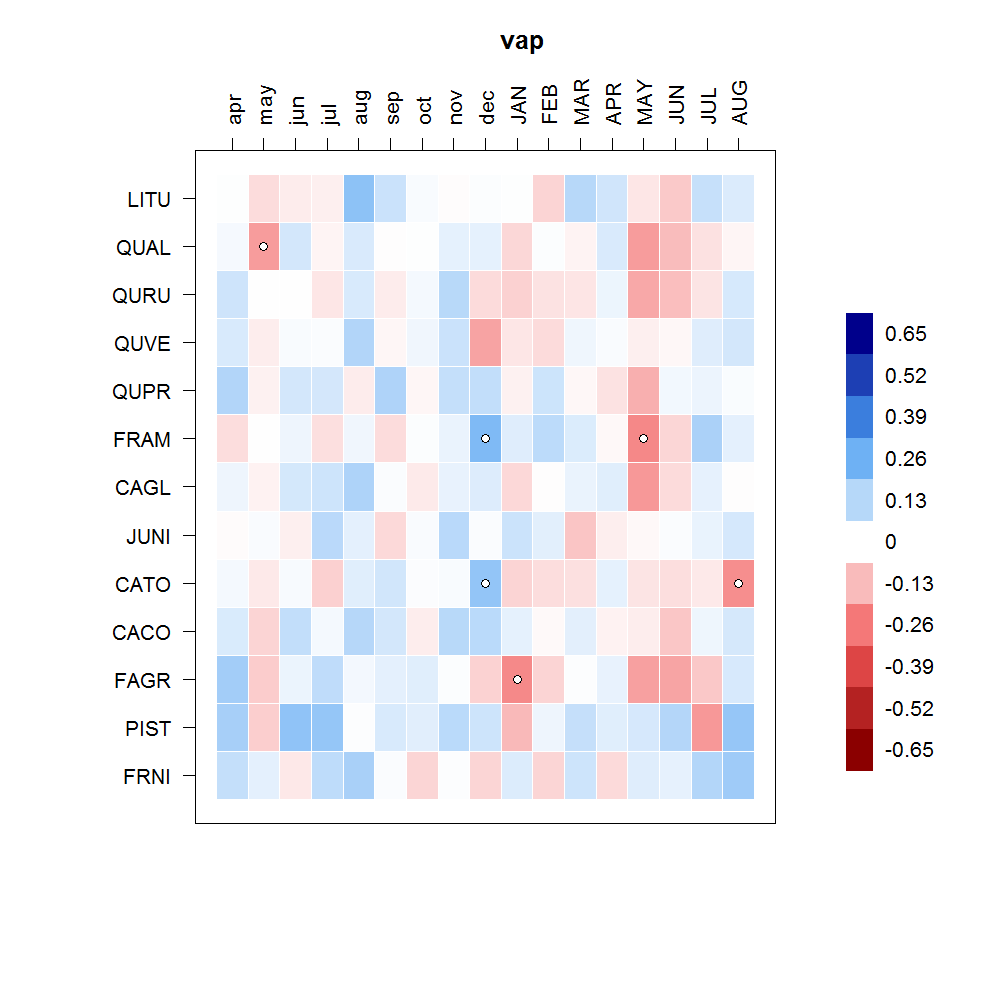 vap
apr may jun jul aug sep oct nov dec JAN FEB MAR APR MAY JUN JUL AUG
LITU
QUAL
QURU
QUVE
QUPR
FRAM
CAGL
JUNI
CATO
CACO
FAGR
PIST
FRNI
0.65
0.52
0.39
0.26
0.13
0
-0.13
-0.26
-0.39
-0.52
-0.65